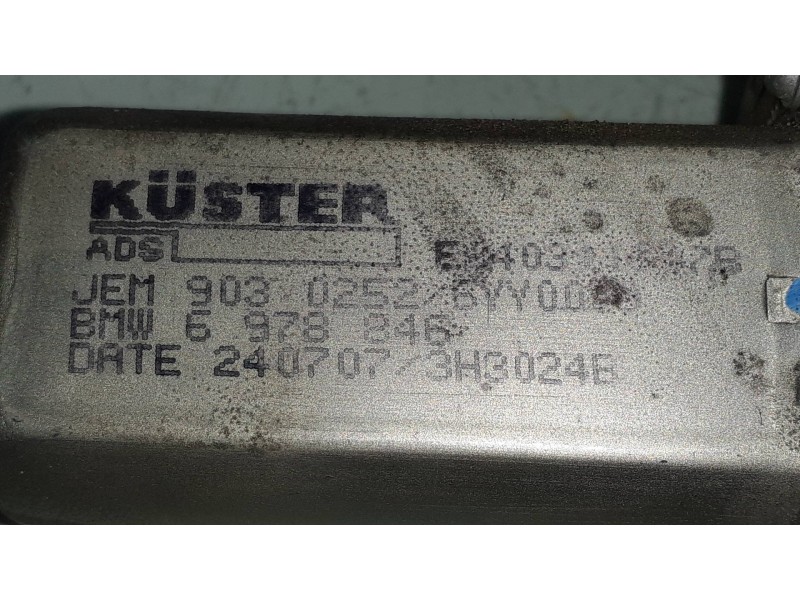 KÜSTER
ADS
JEM 903 0252
BMW 6 978 846
DATE 240707/3H3024B